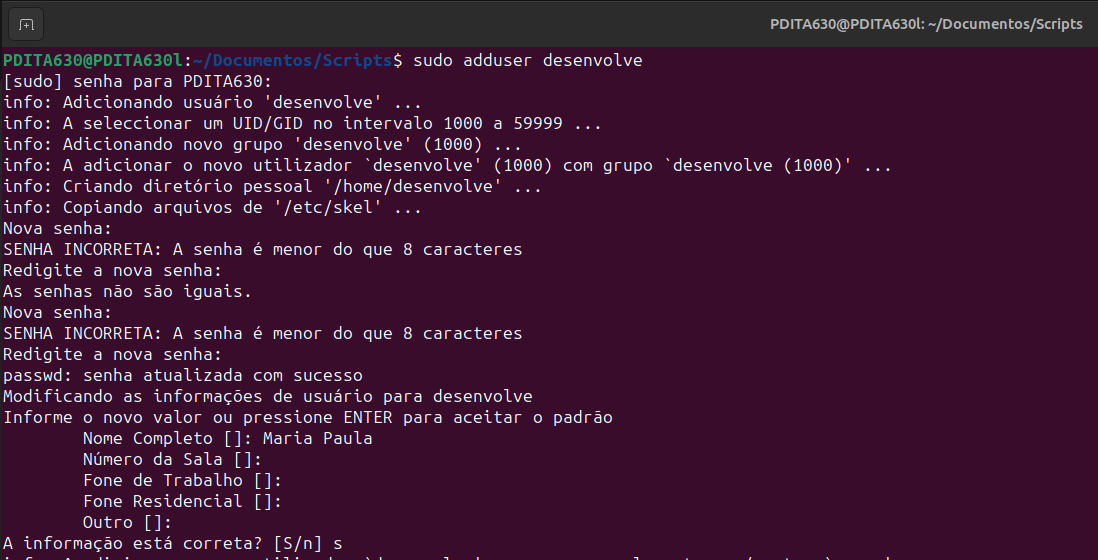 PDITA630@PDITA630l: ~/Documentos/Scripts
PDITA630@PDITA630l:~/Documentos/Scripts$ sudo adduser desenvolve
[sudo] senha para PDITA630:
info: Adicionando usuário 'desenvolve' ...
info: A seleccionar um UID/GID no intervalo 1000 a 59999 ...
info: Adicionando novo grupo 'desenvolve' (1000) ...
info: A adicionar o novo utilizador `desenvolve' (1000) com grupo `desenvolve (1000)' ...
info: Criando diretório pessoal '/home/desenvolve' ...
info: Copiando arquivos de '/etc/skel' ...
Nova senha:
SENHA INCORRETA: A senha é menor do que 8 caracteres
Redigite a nova senha:
As senhas não são iguais.
Nova senha:
SENHA INCORRETA: A senha é menor do que 8 caracteres
Redigite a nova senha:
passwd: senha atualizada com sucesso
Modificando as informações de usuário para desenvolve
Informe o novo valor ou pressione ENTER para aceitar o padrão
Nome Completo []: Maria Paula
Número da Sala []:
Fone de Trabalho []:
Fone Residencial []:
Outro []:
A informação está correta? [S/n] s